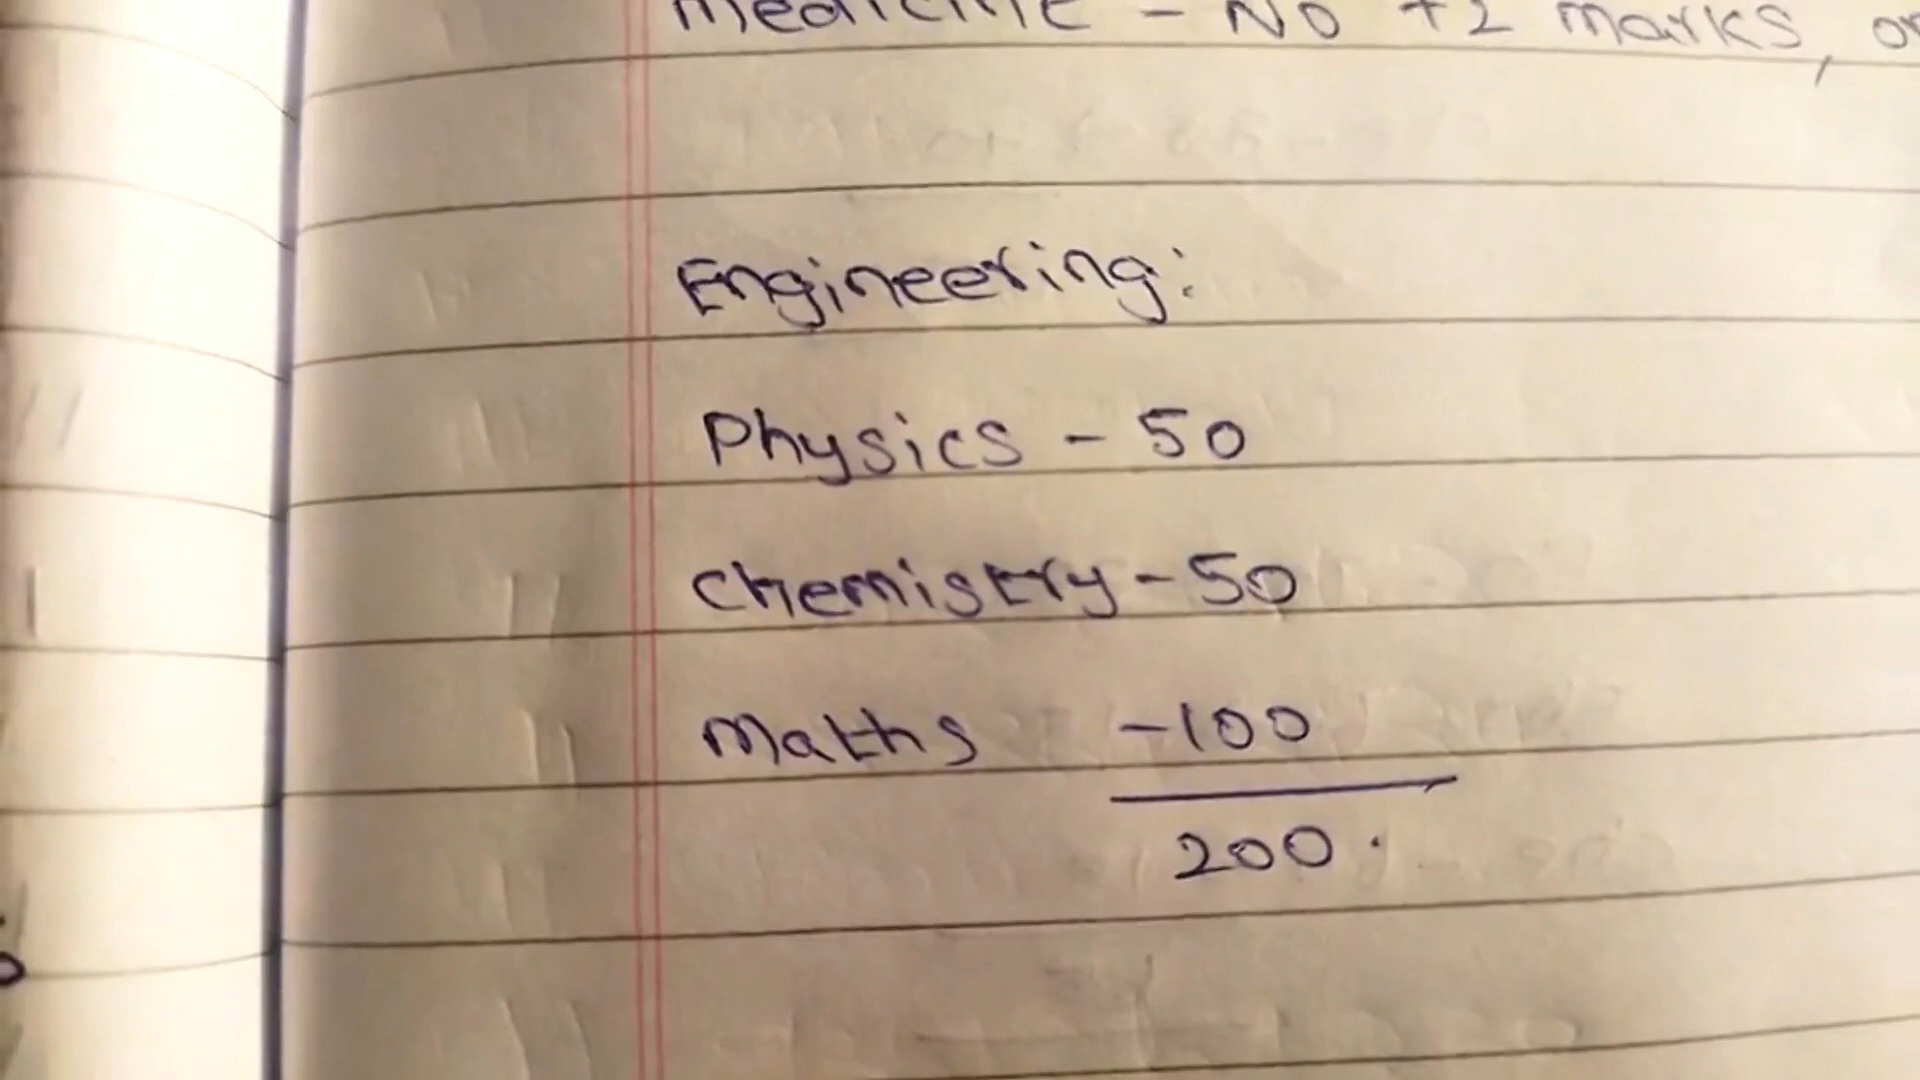 medicine - No +2 marks,
Engineering:
Physics - 50
Chemistry - 50
Maths - 100
200.